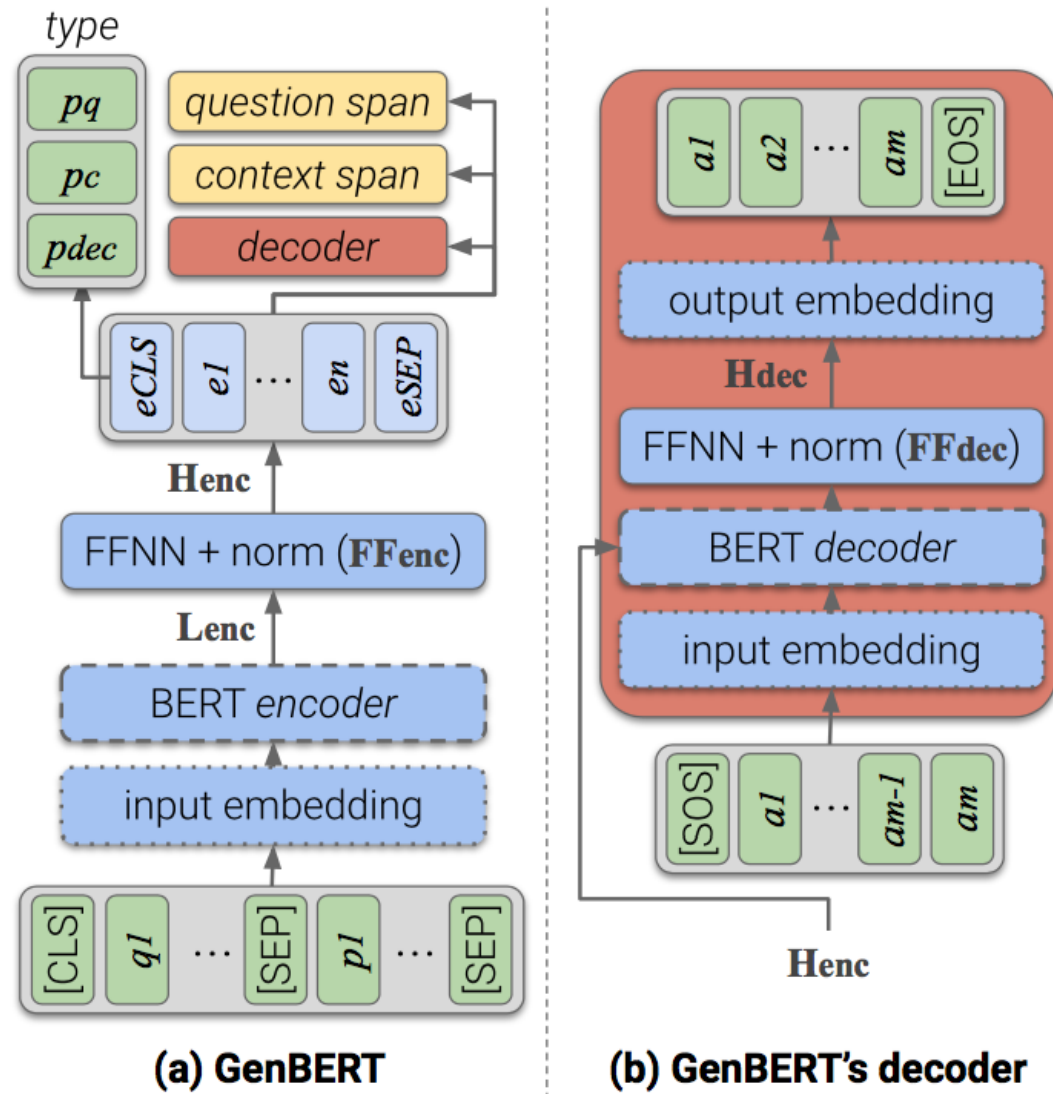 type
pq
pc
pdec
question span
context span
decoder
eCLS
e1
...
en
eSEP
Henc
FFNN + norm (FFenc)
Lenc
BERT encoder
input embedding
[CLS]
q1
...
[SEP]
p1
...
[SEP]
(a) GenBERT
a1
a2
...
am
[EOS]
output embedding
Hdec
FFNN + norm (FFdec)
BERT decoder
input embedding
[SOS]
a1
...
am-1
am
Henc
(b) GenBERT's decoder